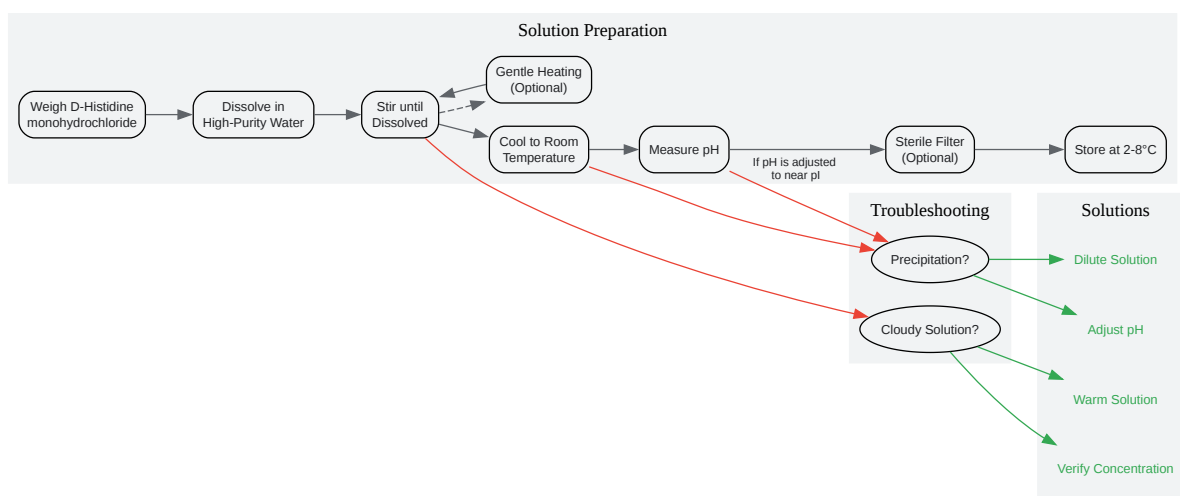 Solution Preparation
Weigh D-Histidine
monohydrochloride
Dissolve in
High-Purity Water
Stir until
Dissolved
Gentle Heating
(Optional)
Cool to Room
Temperature
Measure pH
If pH is adjusted
to near pI
Sterile Filter
(Optional)
Store at 2-8°C
Troubleshooting
Precipitation?
Cloudy Solution?
Solutions
Dilute Solution
Adjust pH
Warm Solution
Verify Concentration